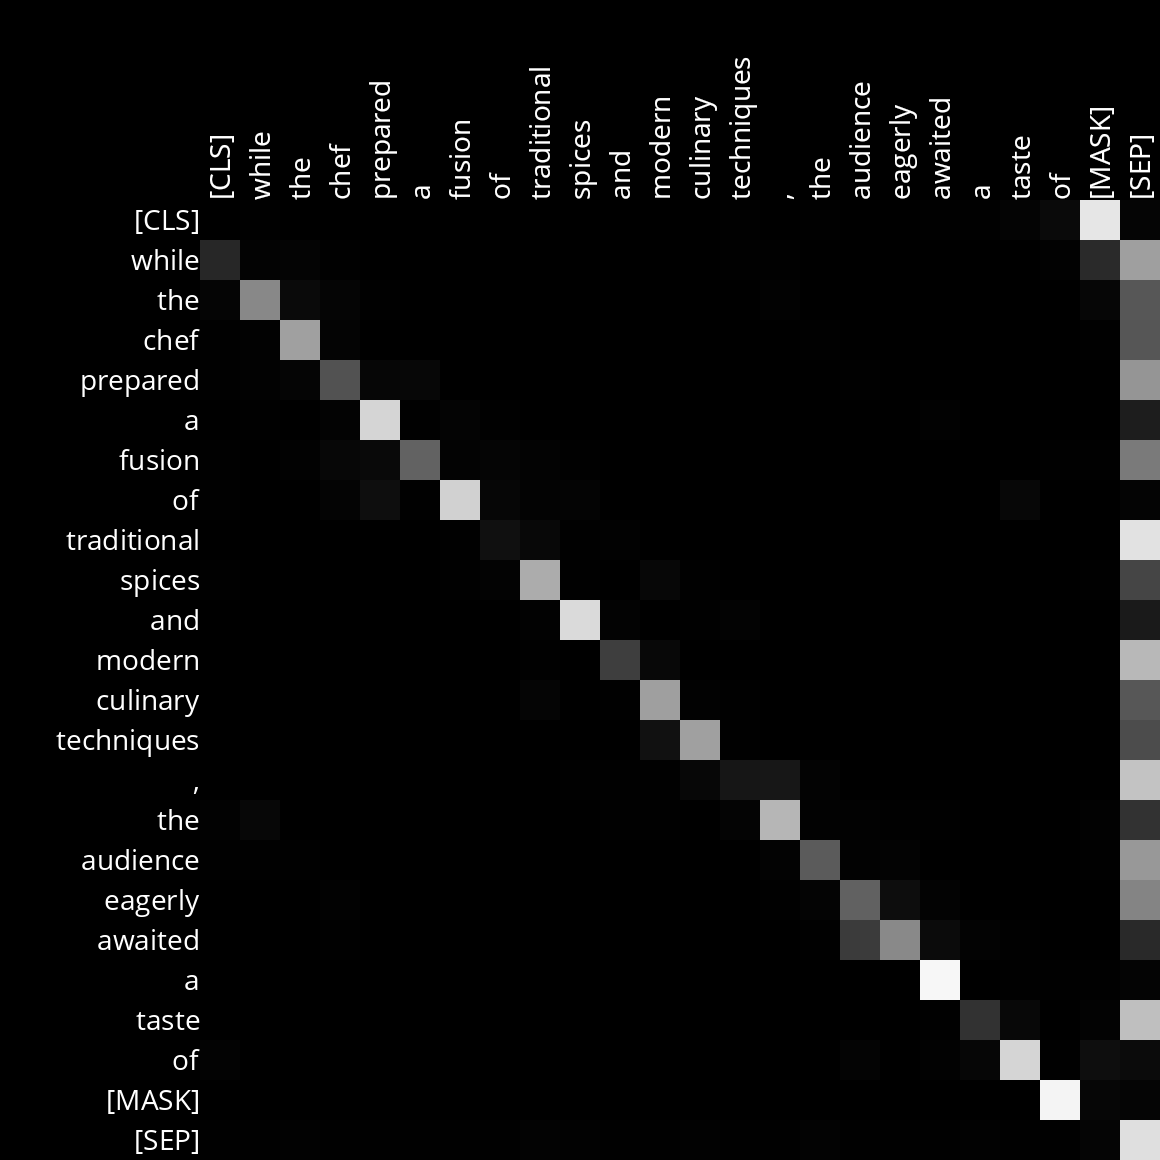 [CLS] while the chef prepared a fusion of traditional spices and modern culinary techniques , the audience eagerly awaited a taste of [MASK] [SEP]
[CLS]
while
the
chef
prepared
a
fusion
of
traditional
spices
and
modern
culinary
techniques
,
the
audience
eagerly
awaited
a
taste
of
[MASK]
[SEP]